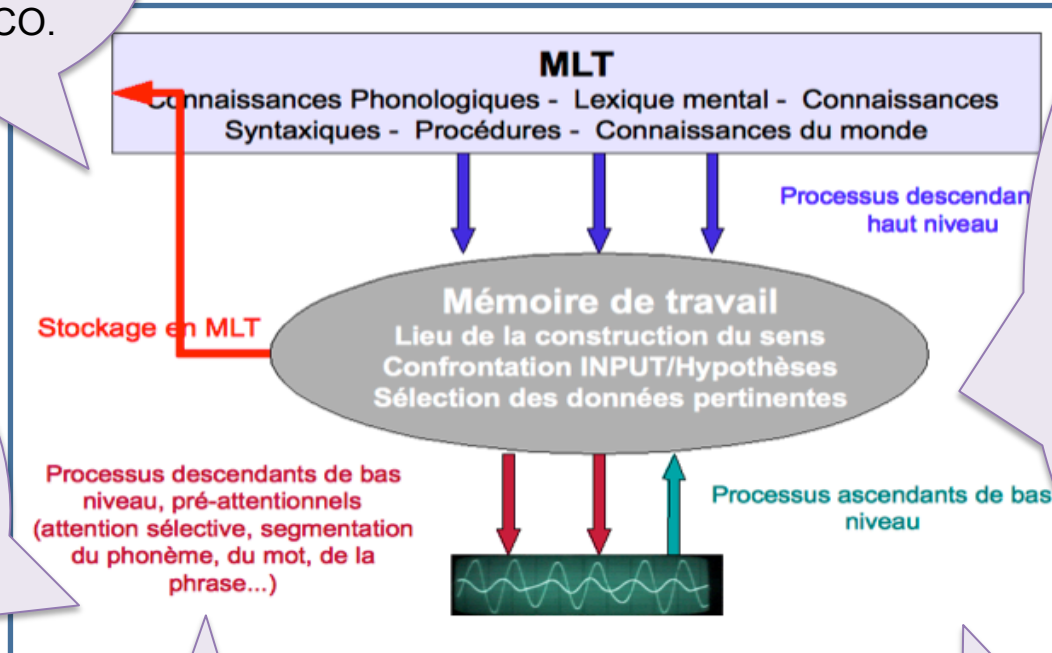 CO.
MLT
Connaissances Phonologiques - Lexique mental - Connaissances
Syntaxiques - Procédures - Connaissances du monde
Processus descendan
haut niveau
Mémoire de travail
Lieu de la construction du sens
Confrontation INPUT/Hypothèses
Sélection des données pertinentes
Stockage en MLT
Processus descendants de bas
niveau, pré-attentionnels
(attention sélective, segmentation
du phonème, du mot, de la
phrase...)
Processus ascendants de bas
niveau